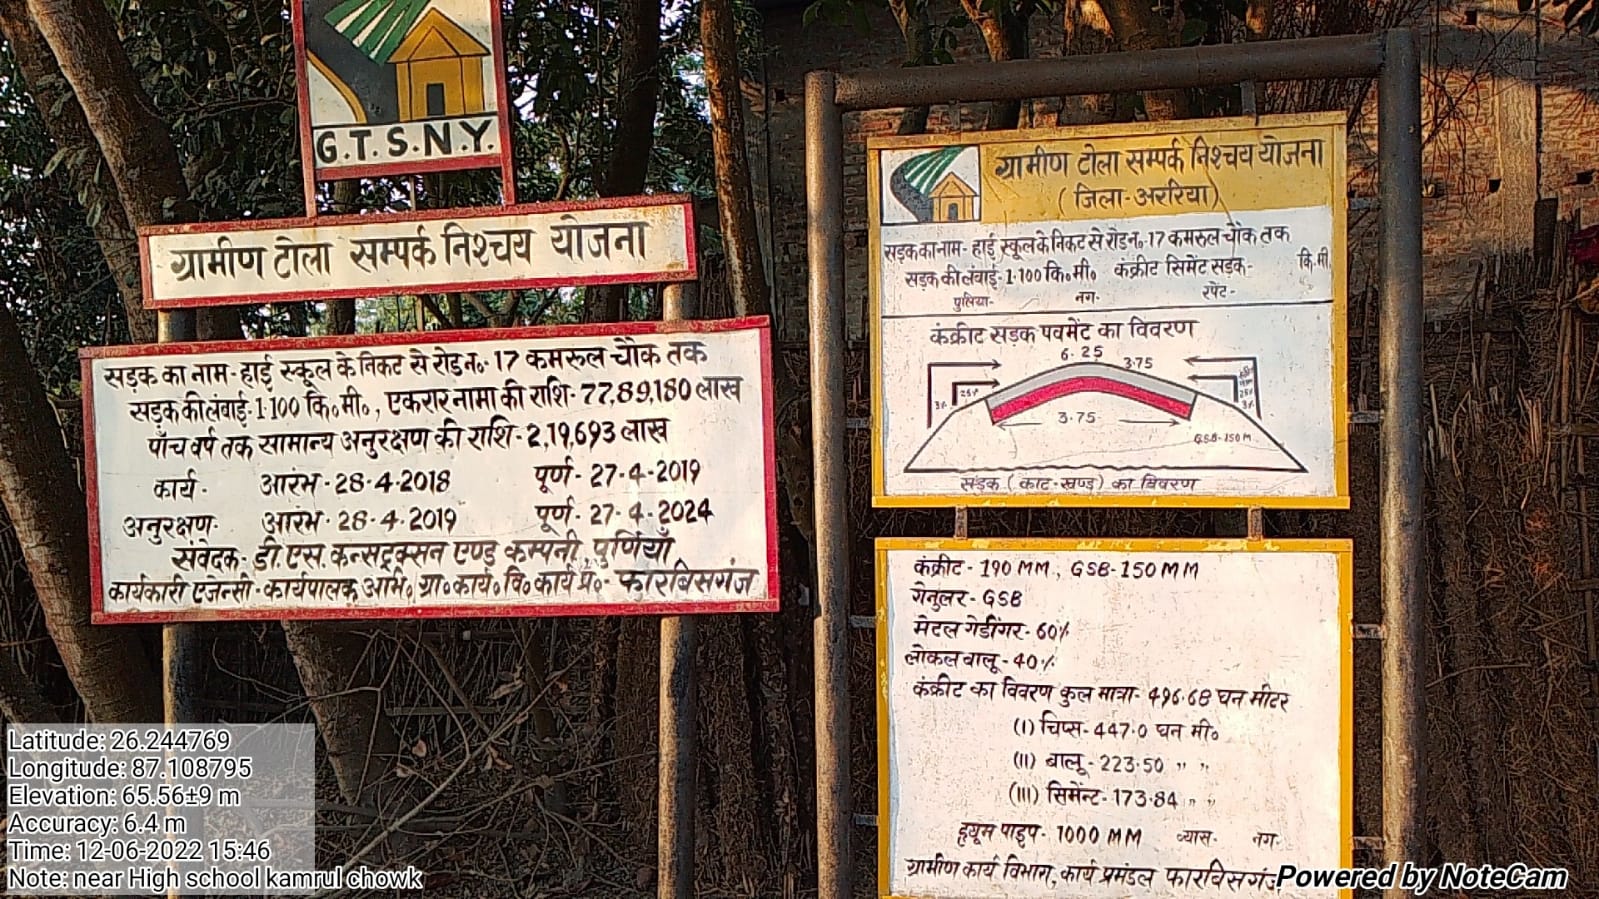 G.T.S.N.Y.
ग्रामीण टोला सम्पर्क निश्चय योजना
सड़क का नाम- हाई स्कूल के निकट से रोड न॰ 17 कमरूल चौक तक
सड़क की लंबाई- 1·100 कि॰मी॰, एकरारनामा की राशि- 77,89,180 लाख
पाँच वर्ष तक सामान्य अनुरक्षण की राशि- 2,19,693 लाख
कार्य- आरंभ- 28-4-2018 पूर्ण- 27-4-2019
अनुरक्षण- आरंभ- 28-4-2019 पूर्ण- 27-4-2024
संवेदक- डी.एस. कन्सट्रक्सन एण्ड कम्पनी, पुर्णियाँ
कार्यकारी एजेन्सी- कार्यपालक अभि॰ ग्रा॰ कार्य॰ वि॰ कार्य प्र॰- फारबिसगंज
ग्रामीण टोला सम्पर्क निश्चय योजना
(जिला-अररिया)
सड़क का नाम- हाई स्कूल के निकट से रोड न॰ 17 कमरूल चौक तक
सड़क की लंबाई- 1·100 कि॰मी॰ कंक्रीट सिमेंट सड़क- कि.मी.
पुलिया- नग- रपेट-
कंक्रीट सड़क पवमेंट का विवरण
6.25
3.75
3% 25%
25% 3%
3.75
GSB-150 M
सड़क (काट-खण्ड) का विवरण
कंक्रीट - 190 MM, GSB-150 MM
गेनुलर- GSB
मेटल गेडींगर- 60%
लोकल बालू- 40%
कंक्रीट का विवरण कुल मात्रा- 496.68 घन मीटर
(I) चिप्स- 447.0 घन मी॰
(II) बालू- 223.50 " "
(III) सिमेंन्ट- 173.84 " "
ह्यूम पाइप- 1000 MM व्यास- नग-
ग्रामीण कार्य विभाग, कार्य प्रमंडल फारबिसगंज
Latitude: 26.244769
Longitude: 87.108795
Elevation: 65.56±9 m
Accuracy: 6.4 m
Time: 12-06-2022 15:46
Note: near High school kamrul chowk
Powered by NoteCam